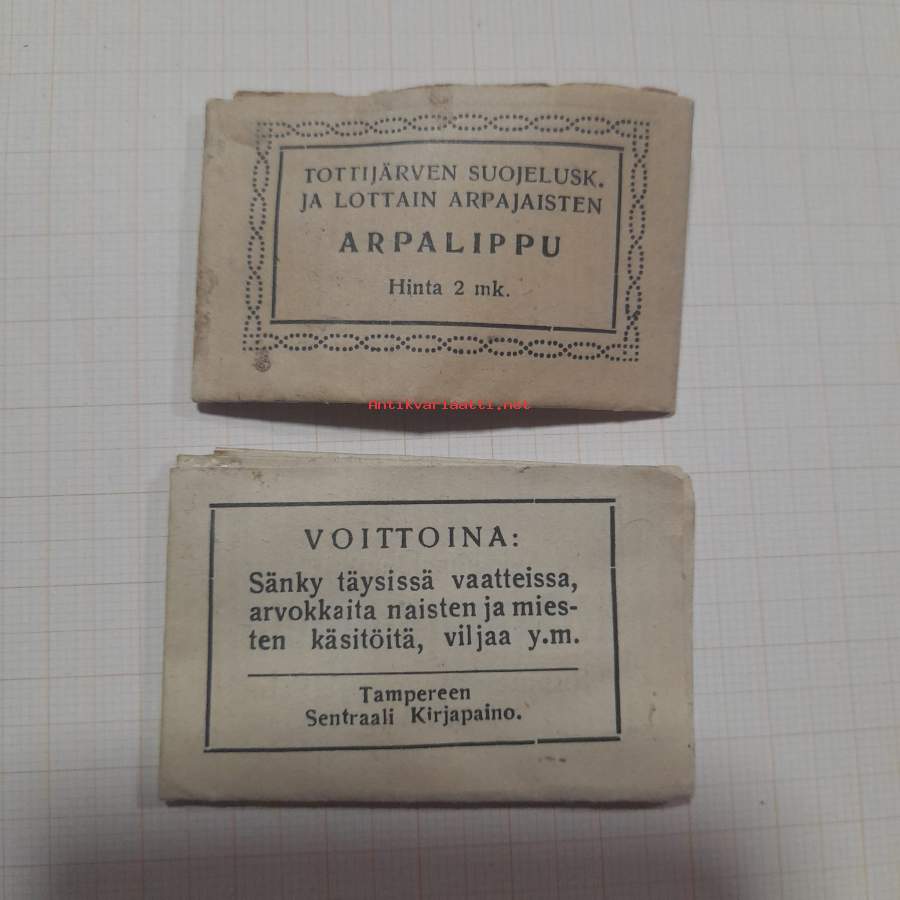 TOTTIJÄRVEN SUOJELUSK.
JA LOTTAIN ARPAJAISTEN
ARPALIPPU
Hinta 2 mk.
Antikvariaatti.net
VOITTOINA:
Sänky täysissä vaatteissa,
arvokkaita naisten ja mies-
ten käsitöitä, viljaa y.m.
Tampereen
Sentraali Kirjapaino.